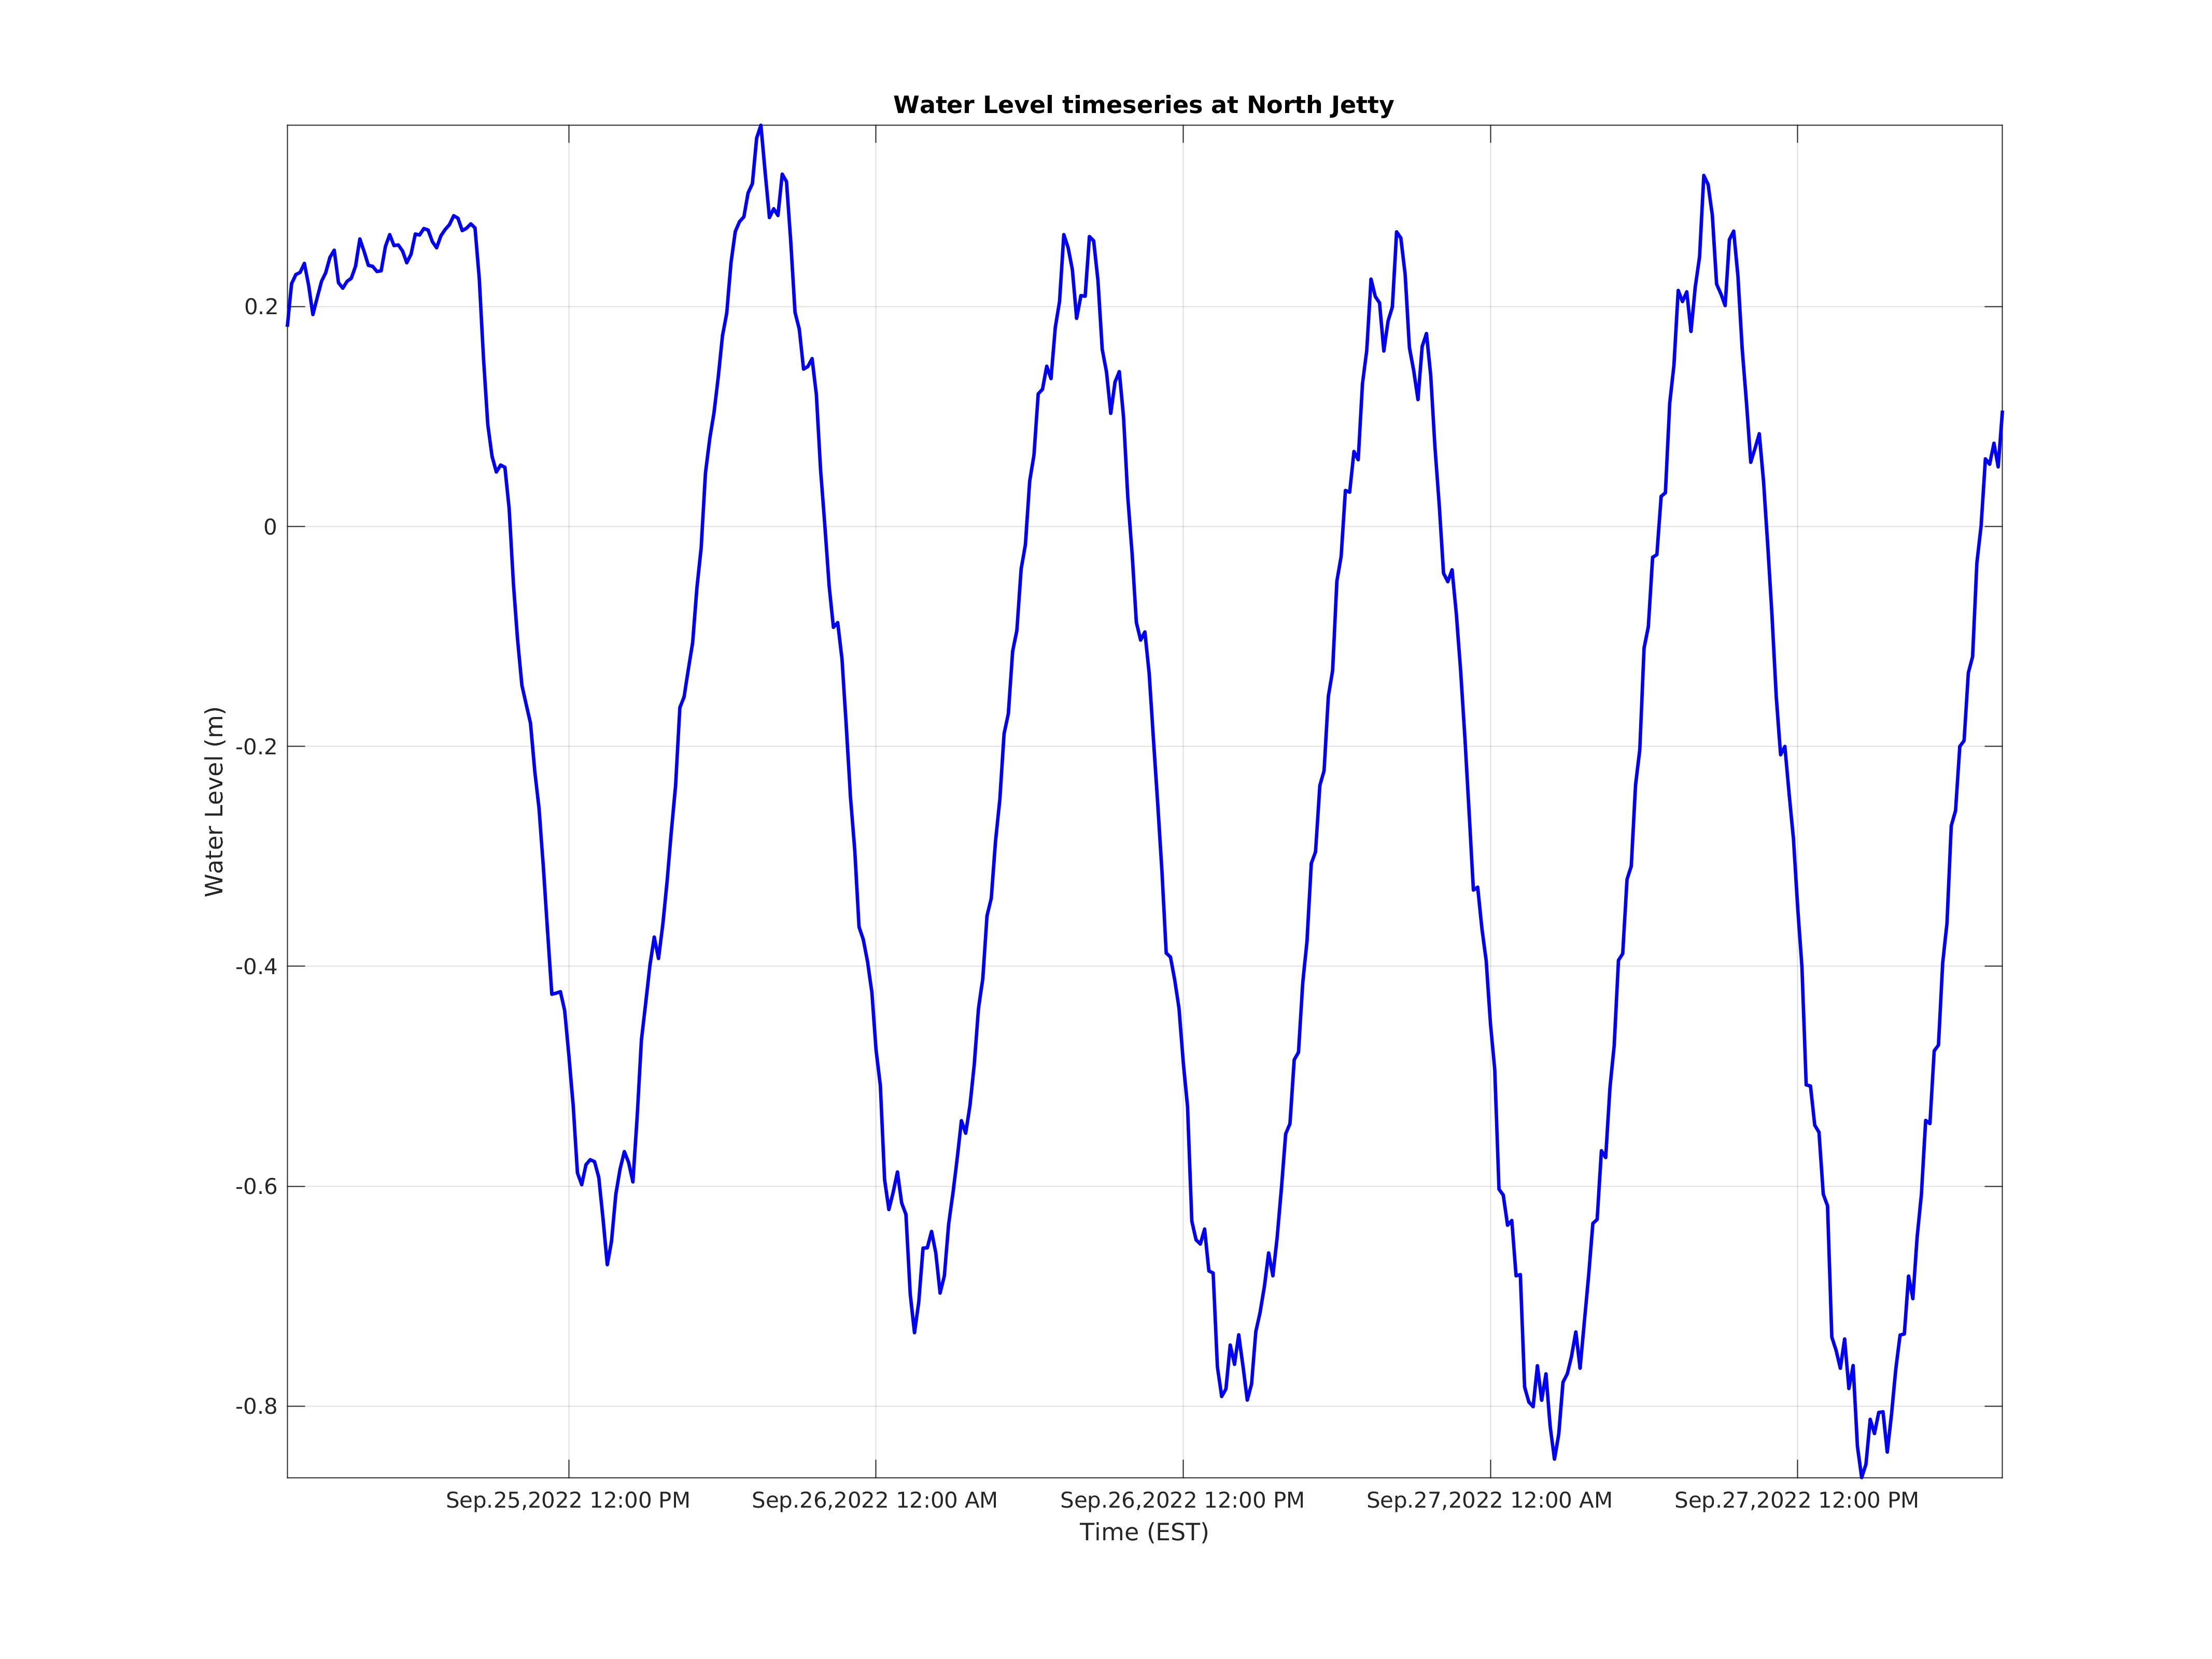 Water Level timeseries at North Jetty
0.2
0
-0.2
-0.4
-0.6
-0.8
Water Level (m)
Sep.25,2022 12:00 PM
Sep.26,2022 12:00 AM
Sep.26,2022 12:00 PM
Sep.27,2022 12:00 AM
Sep.27,2022 12:00 PM
Time (EST)